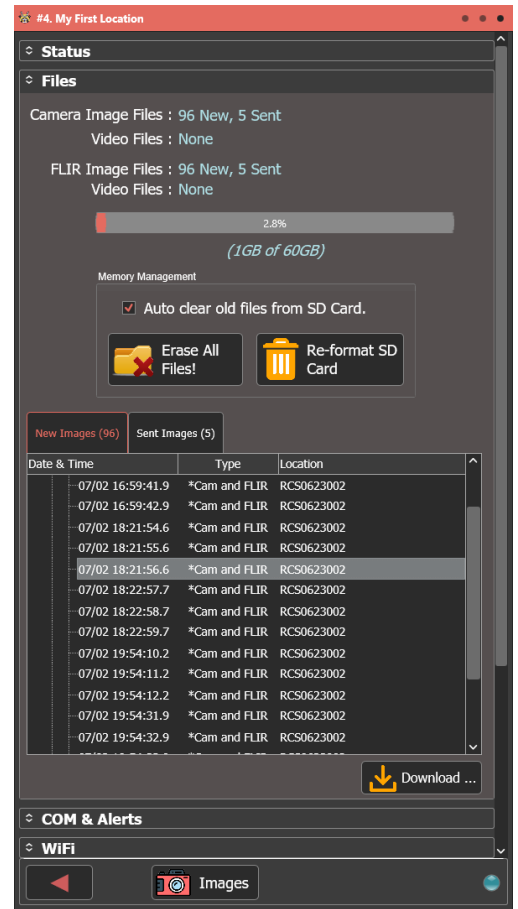 #4. My First Location
Status
Files
Camera Image Files : 96 New, 5 Sent
Video Files : None
FLIR Image Files : 96 New, 5 Sent
Video Files : None
2.8%
(1GB of 60GB)
Memory Management
Auto clear old files from SD Card.
Erase All
Files!
Re-format SD
Card
New Images (96) Sent Images (5)
Date & Time Type Location
07/02 16:59:41.9 *Cam and FLIR RCS0623002
07/02 16:59:42.9 *Cam and FLIR RCS0623002
07/02 18:21:54.6 *Cam and FLIR RCS0623002
07/02 18:21:55.6 *Cam and FLIR RCS0623002
07/02 18:21:56.6 *Cam and FLIR RCS0623002
07/02 18:22:57.7 *Cam and FLIR RCS0623002
07/02 18:22:58.7 *Cam and FLIR RCS0623002
07/02 18:22:59.7 *Cam and FLIR RCS0623002
07/02 19:54:10.2 *Cam and FLIR RCS0623002
07/02 19:54:11.2 *Cam and FLIR RCS0623002
07/02 19:54:12.2 *Cam and FLIR RCS0623002
07/02 19:54:31.9 *Cam and FLIR RCS0623002
07/02 19:54:32.9 *Cam and FLIR RCS0623002
Download ...
COM & Alerts
WiFi
Images